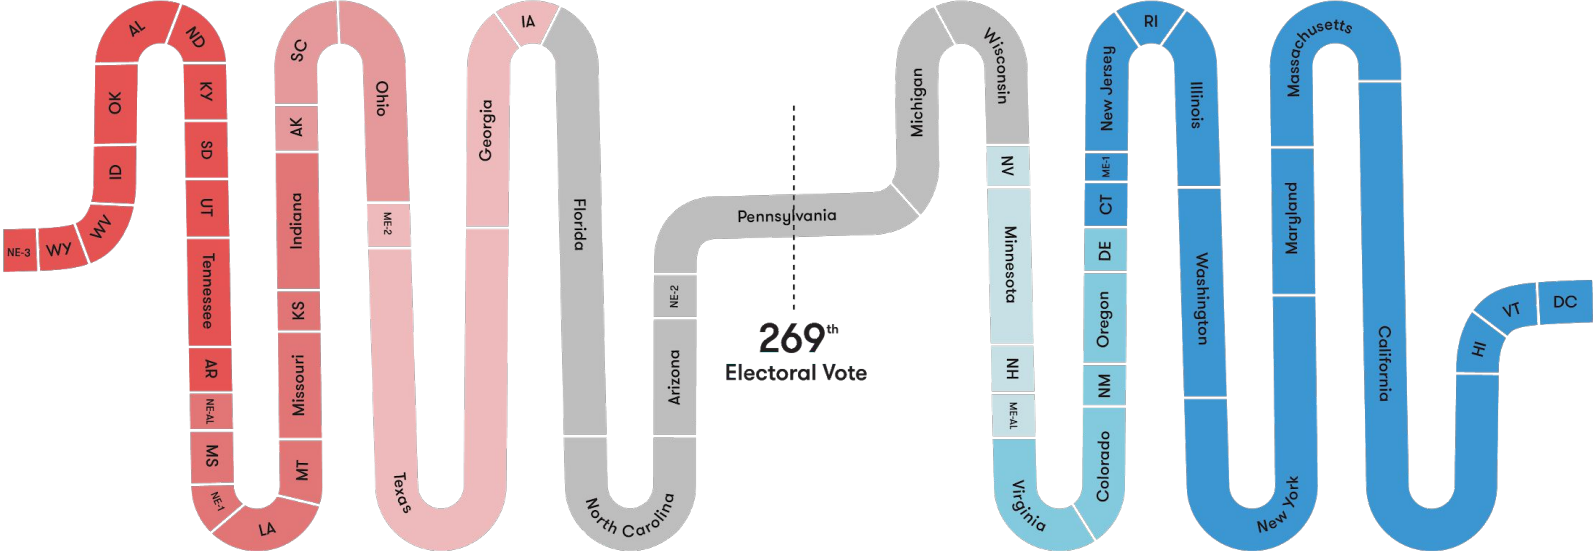 NE-3
WY
WV
ID
OK
AL
ND
KY
SD
UT
Tennessee
AR
NE-AL
MS
NE-1
LA
MT
Missouri
KS
Indiana
AK
SC
Ohio
ME-2
Texas
Georgia
IA
Florida
North Carolina
Arizona
NE-2
Pennsylvania
269th
Electoral Vote
Michigan
Wisconsin
NV
Minnesota
NH
ME-AL
Virginia
Colorado
NM
Oregon
DE
CT
ME-1
New Jersey
RI
Illinois
Washington
New York
Maryland
Massachusetts
California
HI
VT
DC